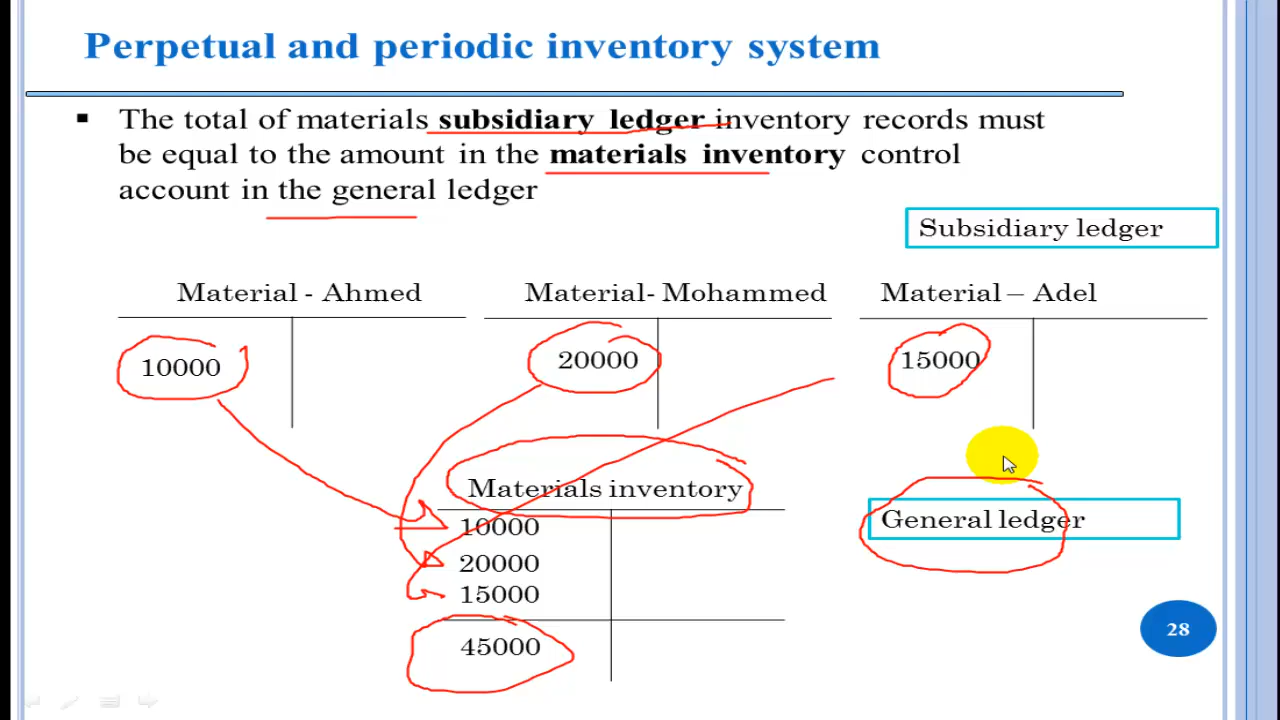 Perpetual and periodic inventory system
The total of materials subsidiary ledger inventory records must
be equal to the amount in the materials inventory control
account in the general ledger
Subsidiary ledger
Material - Ahmed
Material- Mohammed
Material – Adel
10000
20000
15000
Materials inventory
General ledger
10000
20000
15000
45000
28